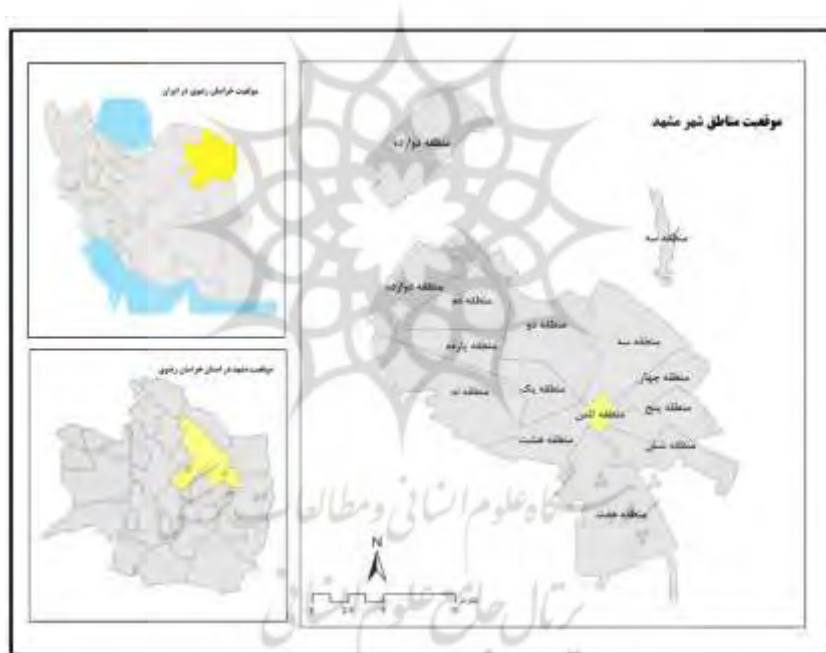 موقعیت خراسان رضوی در ایران
موقعیت مناطق شهر مشهد
منطقه دوازده
منطقه سه
منطقه دوازده
منطقه ده
منطقه دو
منطقه سه
منطقه یازده
منطقه چهار
منطقه نه
منطقه یک
منطقه ثامن
منطقه پنج
منطقه هشت
منطقه شش
منطقه هفت
موقعیت مشهد در استان خراسان رضوی
N
پژوهشگاه علوم انسانی و مطالعات فرهنگی
پرتال جامع علوم انسانی